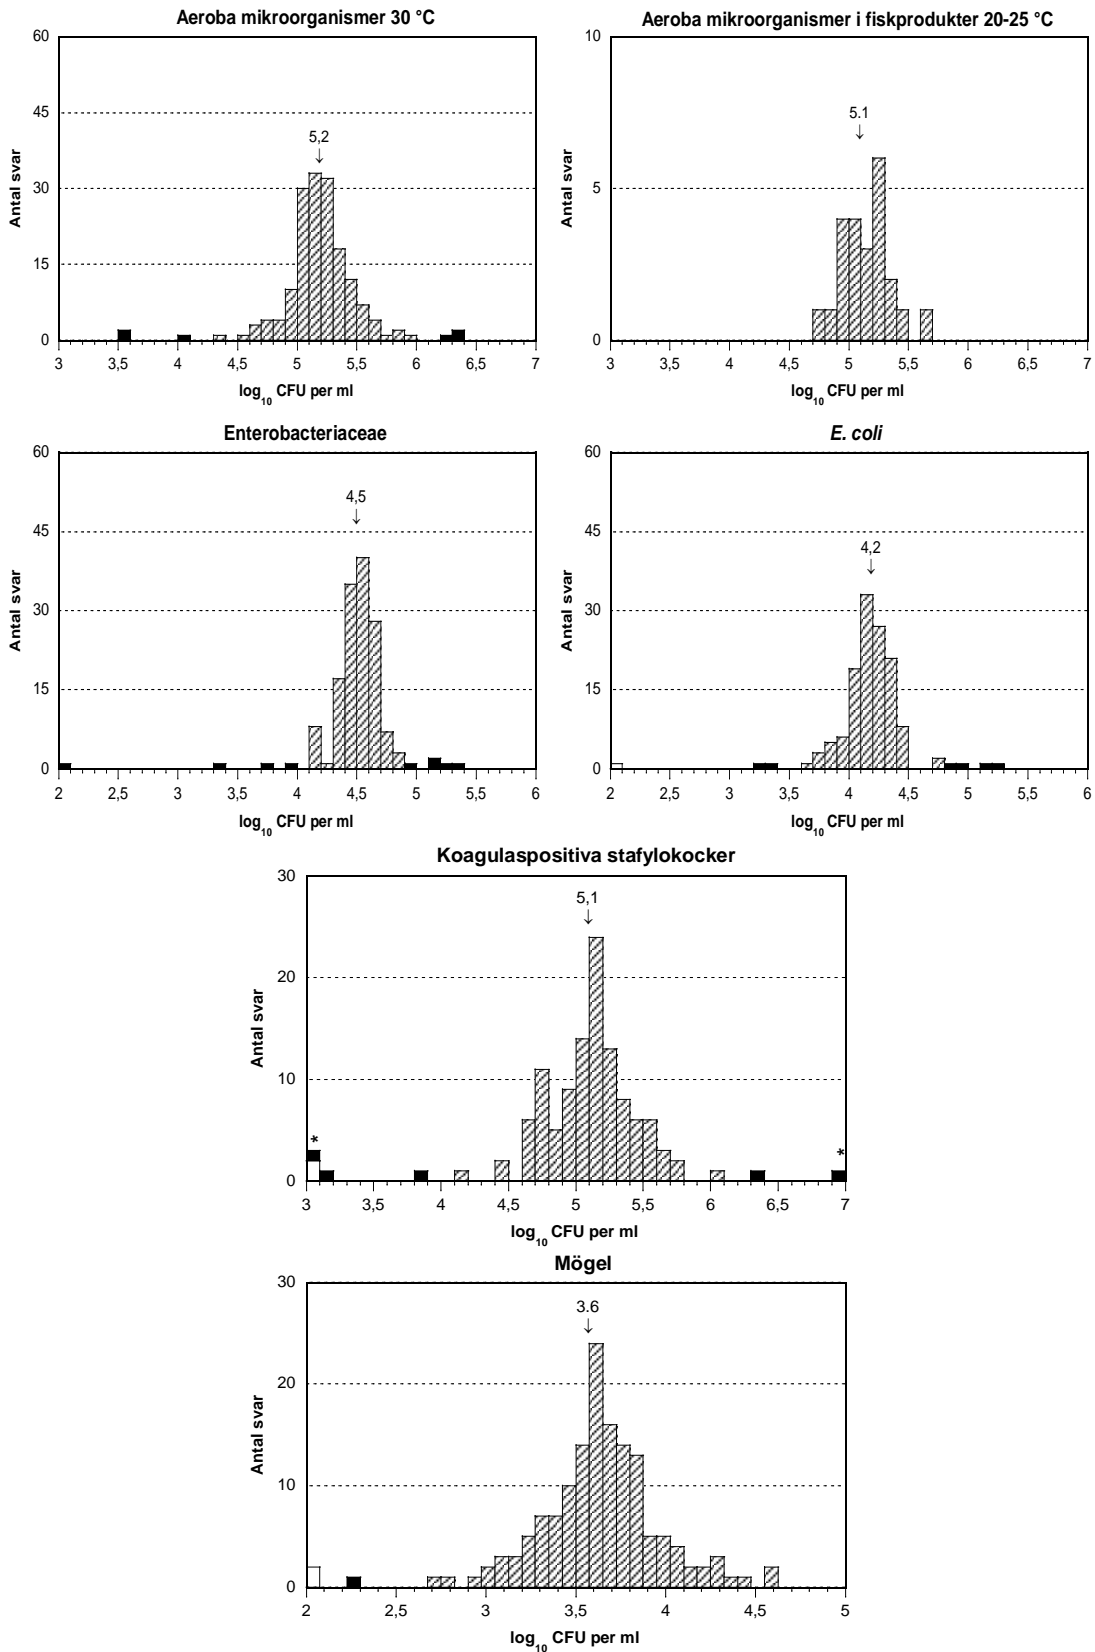 Aeroba mikroorganismer 30 °C
60
45
30
15
0
Antal svar
5,2
↓
3 3,5 4 4,5 5 5,5 6 6,5 7
log10 CFU per ml
Aeroba mikroorganismer i fiskprodukter 20-25 °C
10
5
0
Antal svar
5.1
↓
3 3,5 4 4,5 5 5,5 6 6,5 7
log10 CFU per ml
Enterobacteriaceae
60
45
30
15
0
Antal svar
4,5
↓
2 2,5 3 3,5 4 4,5 5 5,5 6
log10 CFU per ml
E. coli
60
45
30
15
0
Antal svar
4,2
↓
2 2,5 3 3,5 4 4,5 5 5,5 6
log10 CFU per ml
Koagulaspositiva stafylokocker
30
20
10
0
Antal svar
5,1
↓
* *
3 3,5 4 4,5 5 5,5 6 6,5 7
log10 CFU per ml
Mögel
30
20
10
0
Antal svar
3.6
↓
2 2,5 3 3,5 4 4,5 5
log10 CFU per ml